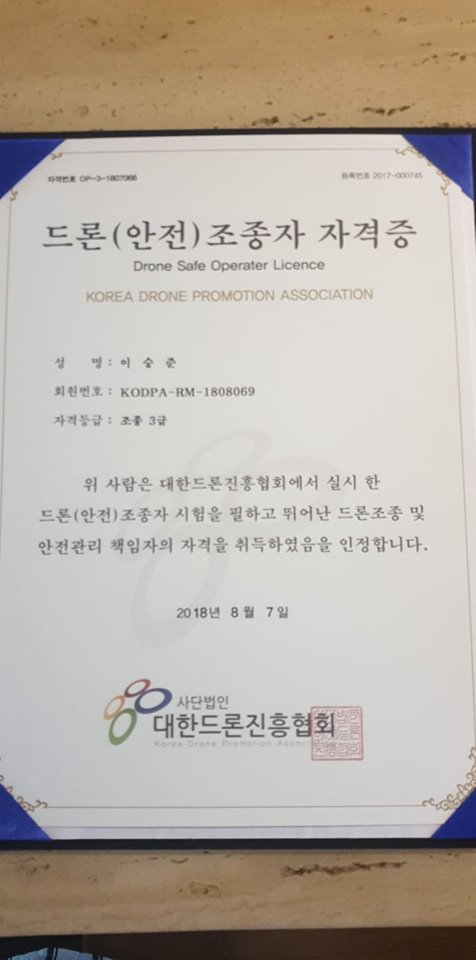 자격번호 OP-3-1807066
등록번호 2017-000745
드론(안전)조종자 자격증
Drone Safe Operater Licence
KOREA DRONE PROMOTION ASSOCIATION
성 명 : 이 승 준
회원번호 : KODPA-RM-1808069
자격등급 : 조종 3급
위 사람은 대한드론진흥협회에서 실시 한
드론(안전)조종자 시험을 필하고 뛰어난 드론조종 및
안전관리 책임자의 자격을 취득하였음을 인정합니다.
2018년 8월 7일
사단법인
대한드론진흥협회
Korea Drone Promotion